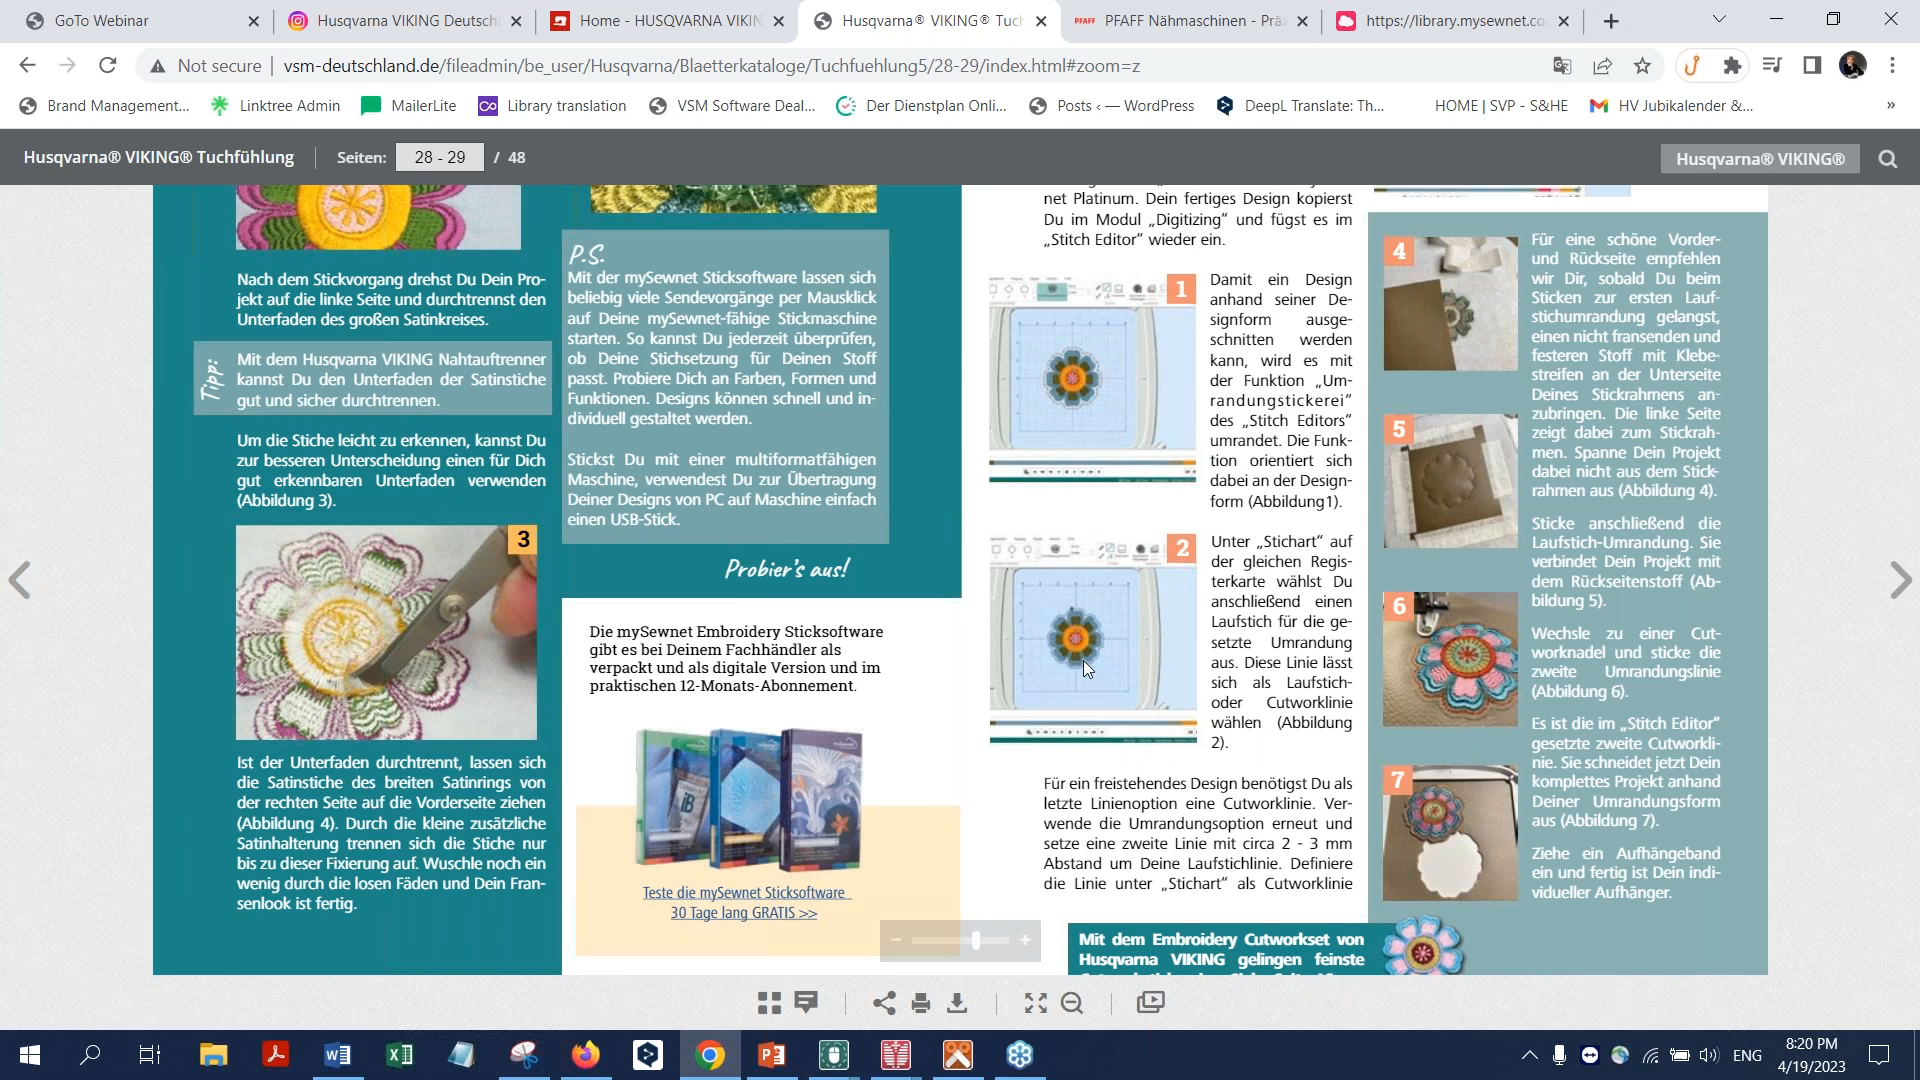 GoTo Webinar
Husqvarna VIKING Deutschl
Home - HUSQVARNA VIKIN
Husqvarna® VIKING® Tuch
PFAFF
PFAFF Nähmaschinen - Präz
https://library.mysewnet.co
Not secure
vsm-deutschland.de/fileadmin/be_user/Husqvarna/Blaetterkataloge/Tuchfuehlung5/28-29/index.html#zoom=z
Brand Management...
Linktree Admin
MailerLite
Library translation
VSM Software Deal...
Der Dienstplan Onli...
Posts ‹ — WordPress
DeepL Translate: Th...
HOME | SVP - S&HE
HV Jubikalender &...
»
Husqvarna® VIKING® Tuchfühlung
Seiten:
28 - 29
/ 48
Husqvarna® VIKING®
Nach dem Stickvorgang drehst Du Dein Pro-
jekt auf die linke Seite und durchtrennst den
Unterfaden des großen Satinkreises.
Tipp:
Mit dem Husqvarna VIKING Nahtauftrenner
kannst Du den Unterfaden der Satinstiche
gut und sicher durchtrennen.
Um die Stiche leicht zu erkennen, kannst Du
zur besseren Unterscheidung einen für Dich
gut erkennbaren Unterfaden verwenden
(Abbildung 3).
3
Ist der Unterfaden durchtrennt, lassen sich
die Satinstiche des breiten Satinrings von
der rechten Seite auf die Vorderseite ziehen
(Abbildung 4). Durch die kleine zusätzliche
Satinhalterung trennen sich die Stiche nur
bis zu dieser Fixierung auf. Wuschle noch ein
wenig durch die losen Fäden und Dein Fran-
senlook ist fertig.
P.S.
Mit der mySewnet Sticksoftware lassen sich
beliebig viele Sendevorgänge per Mausklick
auf Deine mySewnet-fähige Stickmaschine
starten. So kannst Du jederzeit überprüfen,
ob Deine Stichsetzung für Deinen Stoff
passt. Probiere Dich an Farben, Formen und
Funktionen. Designs können schnell und in-
dividuell gestaltet werden.
Stickst Du mit einer multiformatfähigen
Maschine, verwendest Du zur Übertragung
Deiner Designs von PC auf Maschine einfach
einen USB-Stick.
Probier's aus!
Die mySewnet Embroidery Sticksoftware
gibt es bei Deinem Fachhändler als
verpackt und als digitale Version und im
praktischen 12-Monats-Abonnement.
Teste die mySewnet Sticksoftware
30 Tage lang GRATIS >>
net Platinum. Dein fertiges Design kopierst
Du im Modul „Digitizing“ und fügst es im
„Stitch Editor“ wieder ein.
1
Damit ein Design
anhand seiner De-
signform ausge-
schnitten werden
kann, wird es mit
der Funktion „Um-
randungstickerei“
des „Stitch Editors“
umrandet. Die Funk-
tion orientiert sich
dabei an der Design-
form (Abbildung1).
2
Unter „Stichart“ auf
der gleichen Regis-
terkarte wählst Du
anschließend einen
Laufstich für die ge-
setzte Umrandung
aus. Diese Linie lässt
sich als Laufstich-
oder Cutworklinie
wählen (Abbildung
2).
Für ein freistehendes Design benötigst Du als
letzte Linienoption eine Cutworklinie. Ver-
wende die Umrandungsoption erneut und
setze eine zweite Linie mit circa 2 - 3 mm
Abstand um Deine Laufstichlinie. Definiere
die Linie unter „Stichart“ als Cutworklinie
Mit dem Embroidery Cutworkset von
Husqvarna VIKING gelingen feinste
4
Für eine schöne Vorder-
und Rückseite empfehlen
wir Dir, sobald Du beim
Sticken zur ersten Lauf-
stichumrandung gelangst,
einen nicht fransenden und
festeren Stoff mit Klebe-
streifen an der Unterseite
Deines Stickrahmens an-
zubringen. Die linke Seite
zeigt dabei zum Stickrah-
men. Spanne Dein Projekt
dabei nicht aus dem Stick-
rahmen aus (Abbildung 4).
5
Sticke anschließend die
Laufstich-Umrandung. Sie
verbindet Dein Projekt mit
dem Rückseitenstoff (Ab-
bildung 5).
6
Wechsle zu einer Cut-
worknadel und sticke die
zweite Umrandungslinie
(Abbildung 6).
7
Es ist die im „Stitch Editor“
gesetzte zweite Cutworkli-
nie. Sie schneidet jetzt Dein
komplettes Projekt anhand
Deiner Umrandungsform
aus (Abbildung 7).
Ziehe ein Aufhängeband
ein und fertig ist Dein indi-
vidueller Aufhänger.
ENG
8:20 PM
4/19/2023